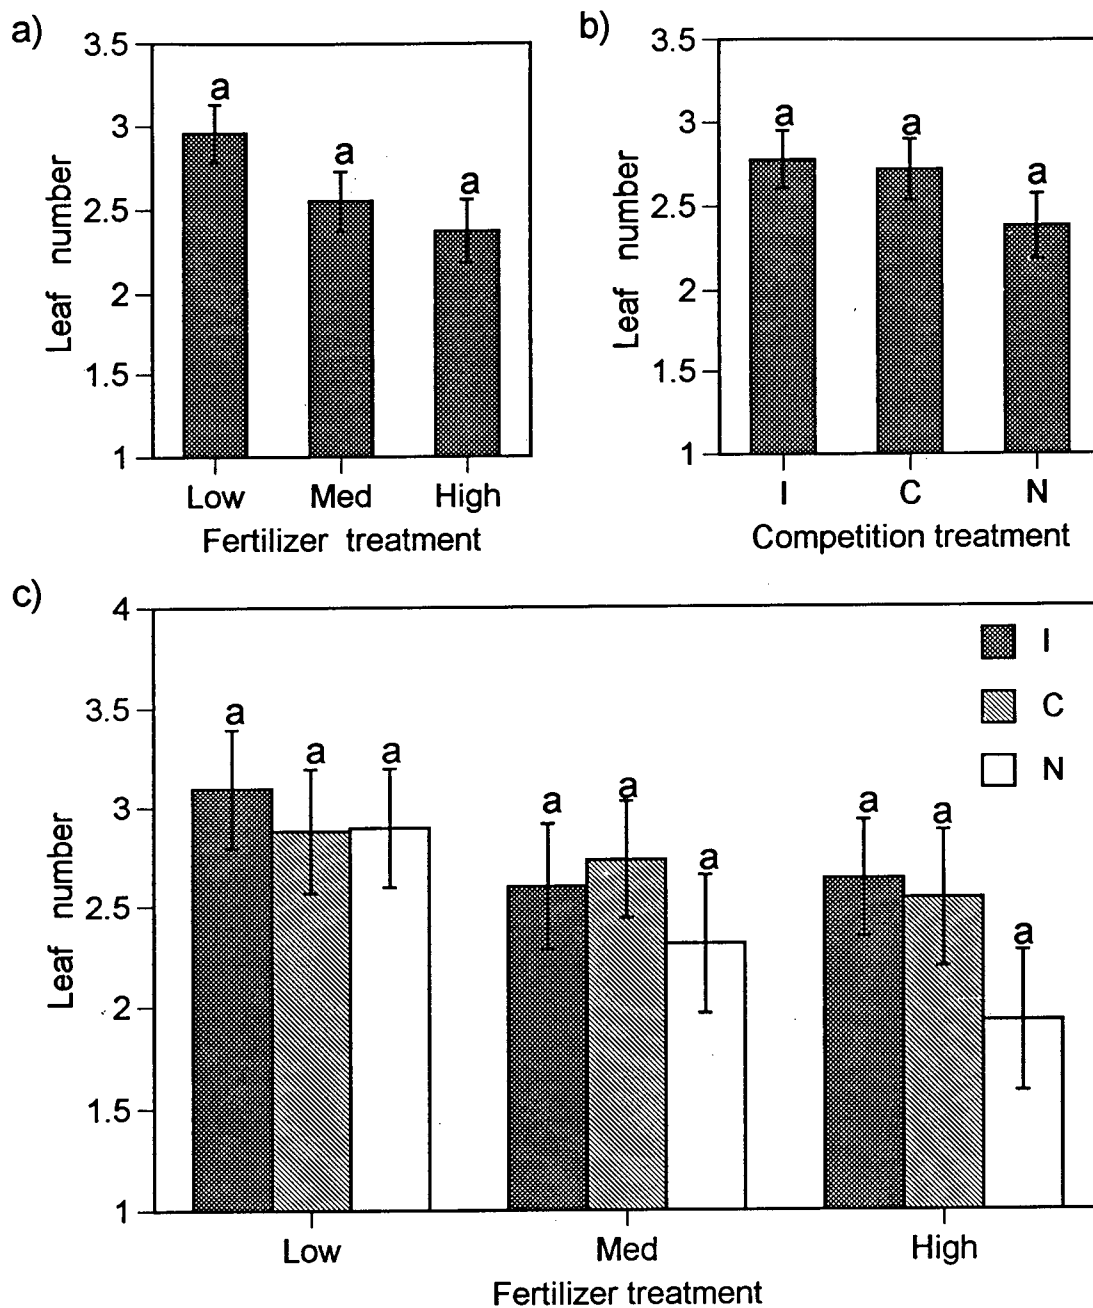 a)
3.5
3
2.5
2
1.5
1
Leaf number
a
a
a
Low Med High
Fertilizer treatment
b)
3.5
3
2.5
2
1.5
1
Leaf number
a
a
a
I C N
Competition treatment
c)
4
3.5
3
2.5
2
1.5
1
Leaf number
a
a
a
a
a
a
a
a
a
I
C
N
Low Med High
Fertilizer treatment